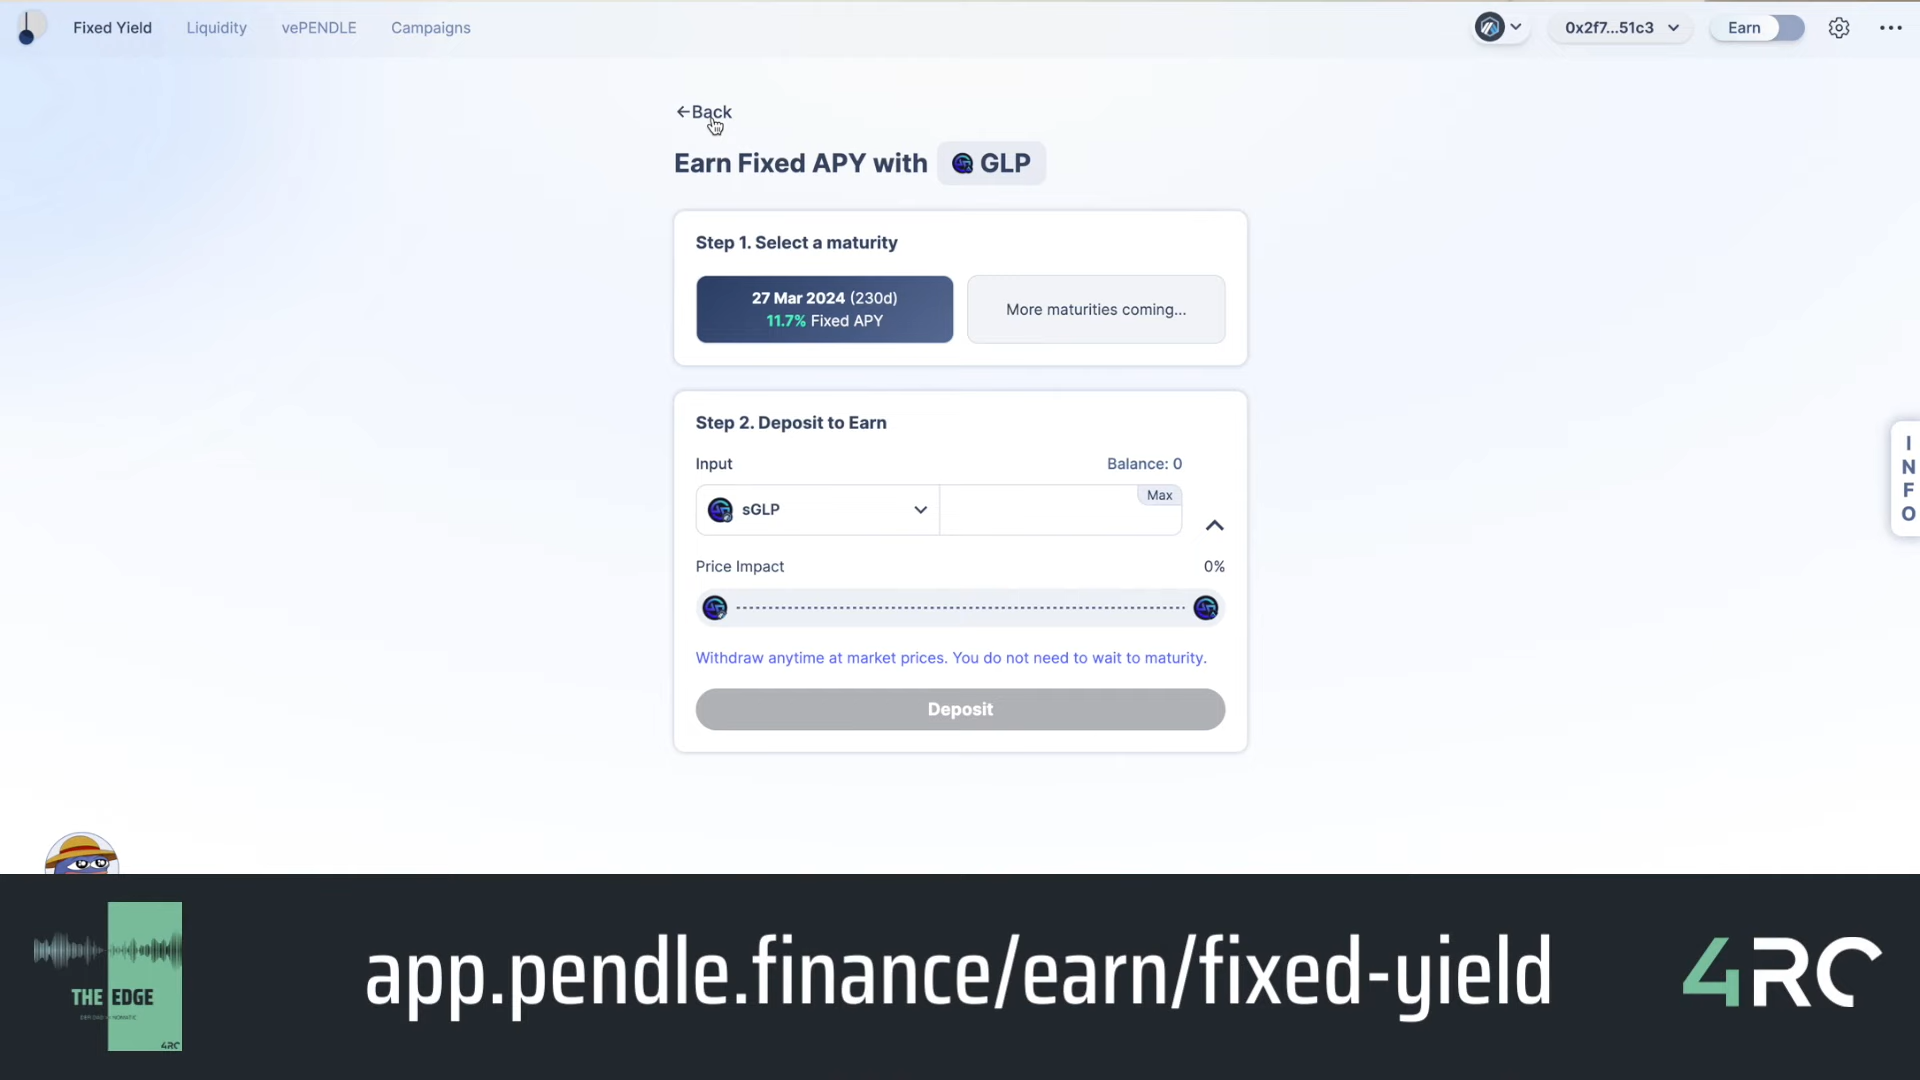 Fixed Yield
Liquidity
vePENDLE
Campaigns
0x2f7...51c3
Earn
←Back
Earn Fixed APY with GLP
Step 1. Select a maturity
27 Mar 2024 (230d)
11.7% Fixed APY
More maturities coming...
Step 2. Deposit to Earn
Input
Balance: 0
sGLP
Max
Price Impact
0%
Withdraw anytime at market prices. You do not need to wait to maturity.
Deposit
INFO
THE EDGE
4RC
app.pendle.finance/earn/fixed-yield
4RC